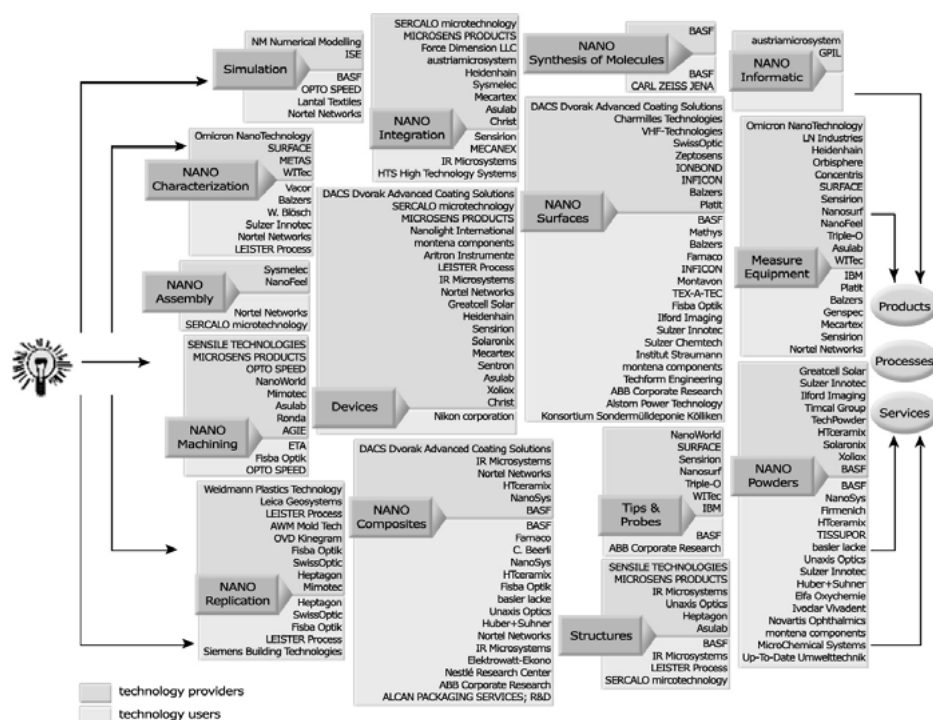 NM Numerical Modelling
ISE
Simulation
BASF
OPTO SPEED
Lantal Textiles
Nortel Networks
Omicron NanoTechnology
SURFACE
METAS
WITec
NANO
Characterization
Vacor
Balzers
W. Blösch
Sulzer Innotec
Nortel Networks
LEISTER Process
Sysmelec
NanoFeel
NANO
Assembly
Nortel Networks
SERCALO microtechnology
SENSILE TECHNOLOGIES
MICROSENS PRODUCTS
OPTO SPEED
NanoWorld
Mimotec
Asulab
Ronda
AGIE
NANO
Machining
ETA
Fisba Optik
OPTO SPEED
Weidmann Plastics Technology
Leica Geosystems
LEISTER Process
AWM Mold Tech
OVD Kinegram
Fisba Optik
SwissOptic
Heptagon
Mimotec
NANO
Replication
Heptagon
SwissOptic
Fisba Optik
LEISTER Process
Siemens Building Technologies
SERCALO microtechnology
MICROSENS PRODUCTS
Force Dimension LLC
austriamicrosystem
Heidenhain
Sysmelec
Mecartex
Asulab
Christ
NANO
Integration
Sensirion
MECANEX
IR Microsystems
HTS High Technology Systems
DACS Dvorak Advanced Coating Solutions
SERCALO microtechnology
MICROSENS PRODUCTS
Nanolight International
montena components
Aritron Instrumente
LEISTER Process
IR Microsystems
Nortel Networks
Greatcell Solar
Heidenhain
Sensirion
Solaronix
Mecartex
Sentron
Asulab
Xoliox
Christ
Devices
Nikon corporation
DACS Dvorak Advanced Coating Solutions
IR Microsystems
Nortel Networks
HTceramix
NanoSys
BASF
NANO
Composites
BASF
Famaco
C. Beerli
NanoSys
HTceramix
Fisba Optik
basler lacke
Unaxis Optics
Huber+Suhner
Nortel Networks
IR Microsystems
Elektrowatt-Ekono
Nestlé Research Center
ABB Corporate Research
ALCAN PACKAGING SERVICES; R&D
BASF
NANO
Synthesis of Molecules
BASF
CARL ZEISS JENA
DACS Dvorak Advanced Coating Solutions
Charmilles Technologies
VHF-Technologies
SwissOptic
Zeptosens
IONBOND
INFICON
Balzers
Platit
NANO
Surfaces
BASF
Mathys
Balzers
Famaco
INFICON
Montavon
TEX-A-TEC
Fisba Optik
Ilford Imaging
Sulzer Innotec
Sulzer Chemtech
Institut Straumann
montena components
Techform Engineering
ABB Corporate Research
Alstom Power Technology
Konsortium Sondermülldeponie Kölliken
NanoWorld
SURFACE
Sensirion
Nanosurf
Triple-O
WITec
IBM
Tips &
Probes
BASF
ABB Corporate Research
SENSILE TECHNOLOGIES
MICROSENS PRODUCTS
IR Microsystems
Unaxis Optics
Heptagon
Asulab
Structures
BASF
IR Microsystems
LEISTER Process
SERCALO mircotechnology
austriamicrosystem
GPIL
NANO
Informatic
Omicron NanoTechnology
LN Industries
Heidenhain
Orbisphere
Concentris
SURFACE
Sensirion
Nanosurf
NanoFeel
Triple-O
Asulab
WITec
Measure
Equipment
IBM
Platit
Balzers
Genspec
Mecartex
Sensirion
Nortel Networks
Greatcell Solar
Sulzer Innotec
Ilford Imaging
Timcal Group
TechPowder
HTceramix
Solaronix
Xoliox
BASF
NANO
Powders
BASF
NanoSys
Firmenich
HTceramix
TISSUPOR
basler lacke
Unaxis Optics
Sulzer Innotec
Huber+Suhner
Elfa Oxychemie
Ivoclar Vivadent
Novartis Ophthalmics
montena components
MicroChemical Systems
Up-To-Date Umwelttechnik
Products
Processes
Services
technology providers
technology users